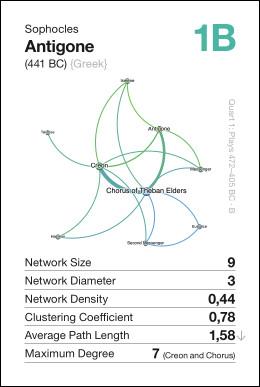 Sophocles
1B
Antigone
(441 BC) {Greek}
Quart 1: Plays 472–405 BC - B
Ismene
Antigone
Tiresias
Creon
Messenger
Chorus of Theban Elders
Eurydice
Haemon
Second Messenger
Network Size 9
Network Diameter 3
Network Density 0,44
Clustering Coefficient 0,78
Average Path Length 1,58↓
Maximum Degree 7 (Creon and Chorus)